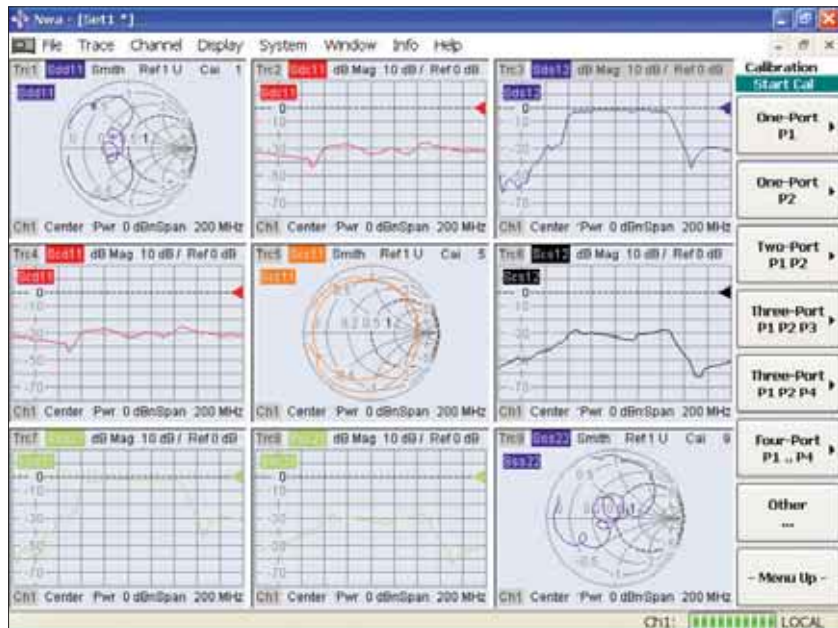 Nwa - [Set1 *]
File Trace Channel Display System Window Info Help
Trc1 Sdd11 Smith Ref 1 U Cal 1
Sdd11
Trc2 Sdc11 dB Mag 10 dB / Ref 0 dB
Sdc11
Trc3 Sds12 dB Mag 10 dB / Ref 0 dB
Sds12
Ch1 Center Pwr 0 dBm Span 200 MHz
Ch1 Center Pwr 0 dBm Span 200 MHz
Ch1 Center Pwr 0 dBm Span 200 MHz
Trc4 Scd11 dB Mag 10 dB / Ref 0 dB
Scd11
Trc5 Scc11 Smith Ref 1 U Cal 5
Scc11
Trc6 Scs12 dB Mag 10 dB / Ref 0 dB
Scs12
Ch1 Center Pwr 0 dBm Span 200 MHz
Ch1 Center Pwr 0 dBm Span 200 MHz
Ch1 Center Pwr 0 dBm Span 200 MHz
Trc7 dB Mag 10 dB / Ref 0 dB
Trc8 dB Mag 10 dB / Ref 0 dB
Trc9 Sss22 Smith Ref 1 U Cal 9
Sss22
Ch1 Center Pwr 0 dBm Span 200 MHz
Ch1 Center Pwr 0 dBm Span 200 MHz
Ch1 Center Pwr 0 dBm Span 200 MHz
Calibration
Start Cal
One-Port
P1
One-Port
P2
Two-Port
P1 P2
Three-Port
P1 P2 P3
Three-Port
P1 P2 P4
Four-Port
P1 .. P4
Other
...
- Menu Up -
Ch1: LOCAL